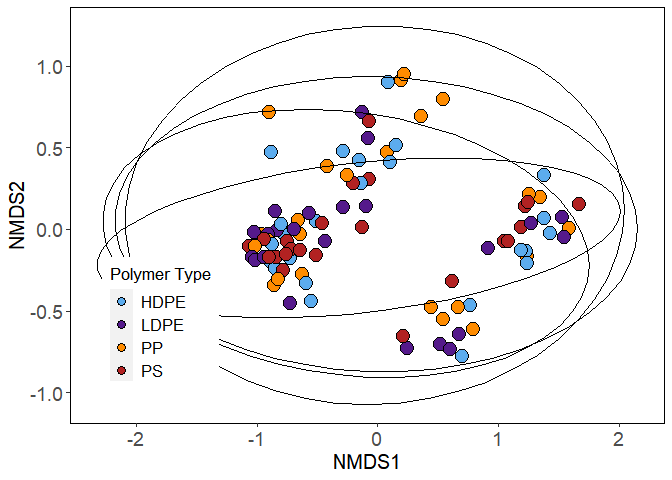 1.0
0.5
0.0
-0.5
-1.0
NMDS2
Polymer Type
HDPE
LDPE
PP
PS
-2 -1 0 1 2
NMDS1